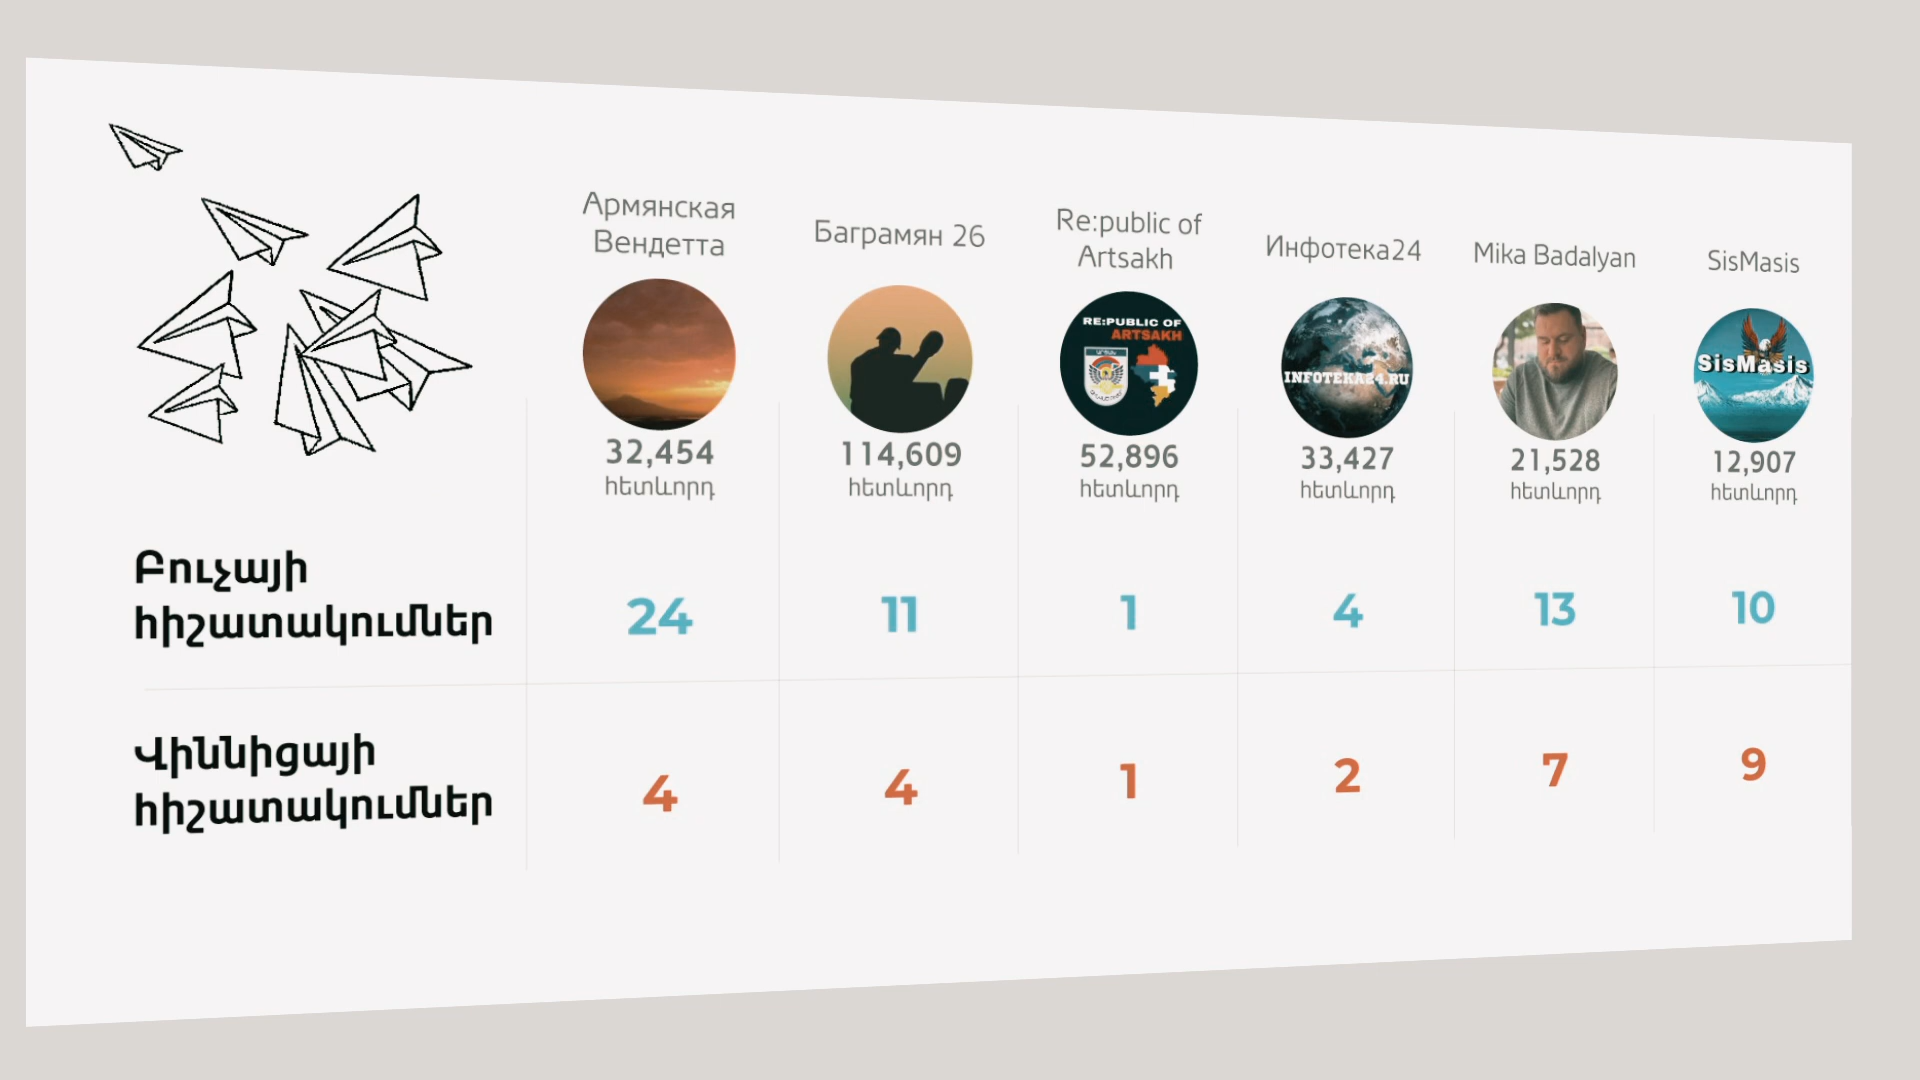 Армянская
Вендетта
Баграмян 26
Re:public of
Artsakh
Инфотека24
Mika Badalyan
SisMasis
RE:PUBLIC OF
ARTSAKH
INFOTEKA24.RU
SisMasis
32,454
հետևորդ
114,609
հետևորդ
52,896
հետևորդ
33,427
հետևորդ
21,528
հետևորդ
12,907
հետևորդ
Բուչայի
հիշատակումներ
24
11
1
4
13
10
Վիննիցայի
հիշատակումներ
4
4
1
2
7
9